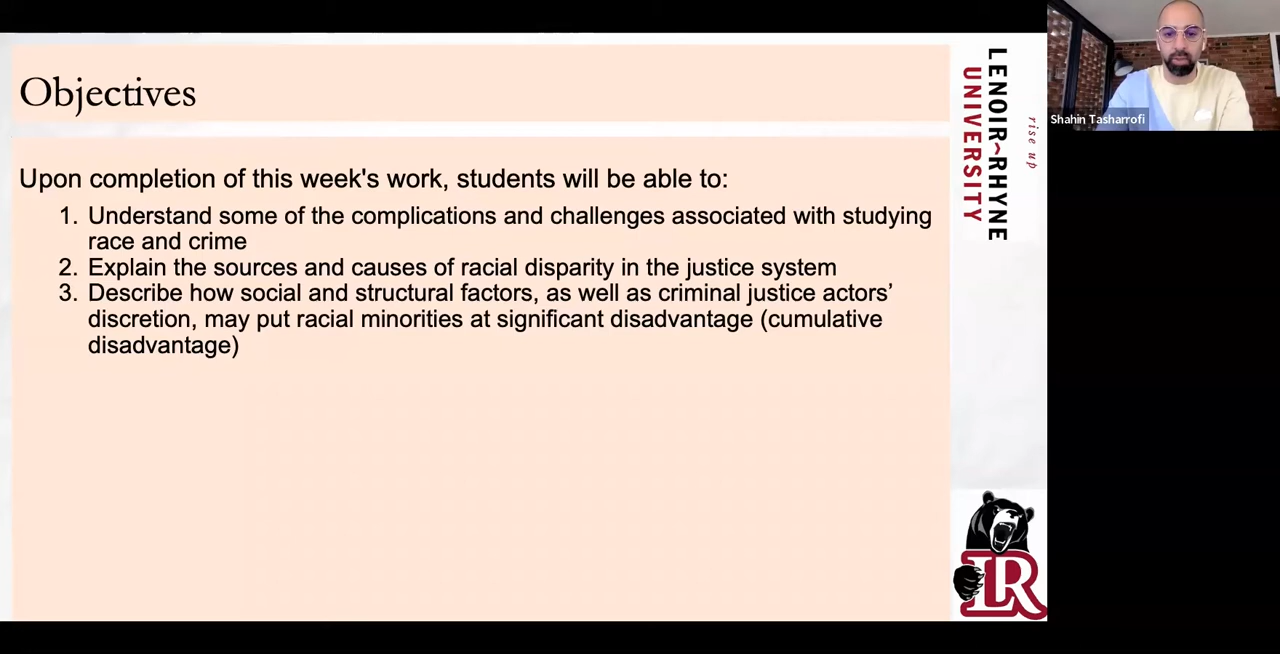 Objectives
Upon completion of this week's work, students will be able to:
1. Understand some of the complications and challenges associated with studying
race and crime
2. Explain the sources and causes of racial disparity in the justice system
3. Describe how social and structural factors, as well as criminal justice actors’
discretion, may put racial minorities at significant disadvantage (cumulative
disadvantage)
LENOIR-RHYNE
UNIVERSITY
rise up
LR
Shahin Tasharrofi